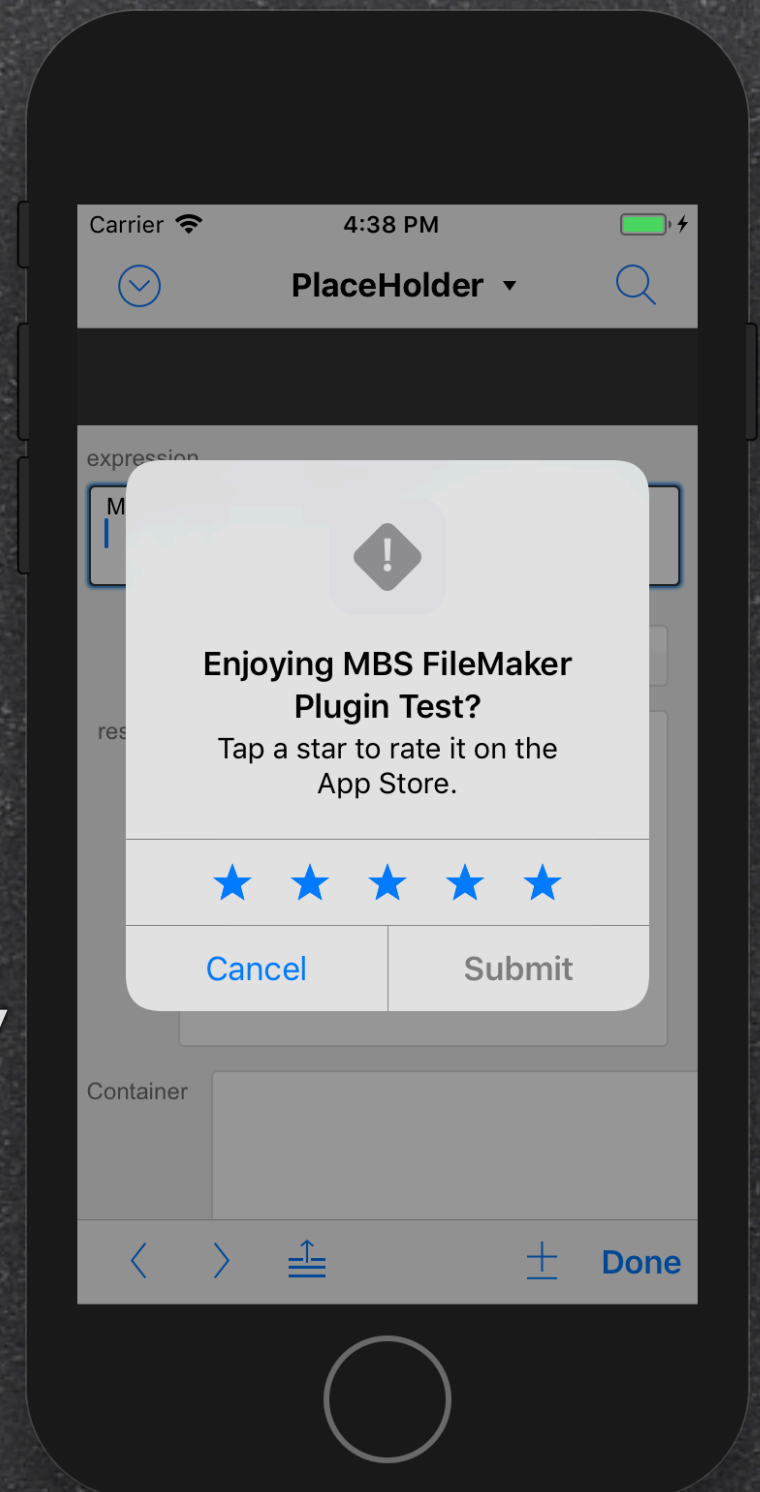 Carrier 4:38 PM
PlaceHolder
expression
M
!
Enjoying MBS FileMaker
Plugin Test?
Tap a star to rate it on the
App Store.
res
Cancel Submit
Container
Done